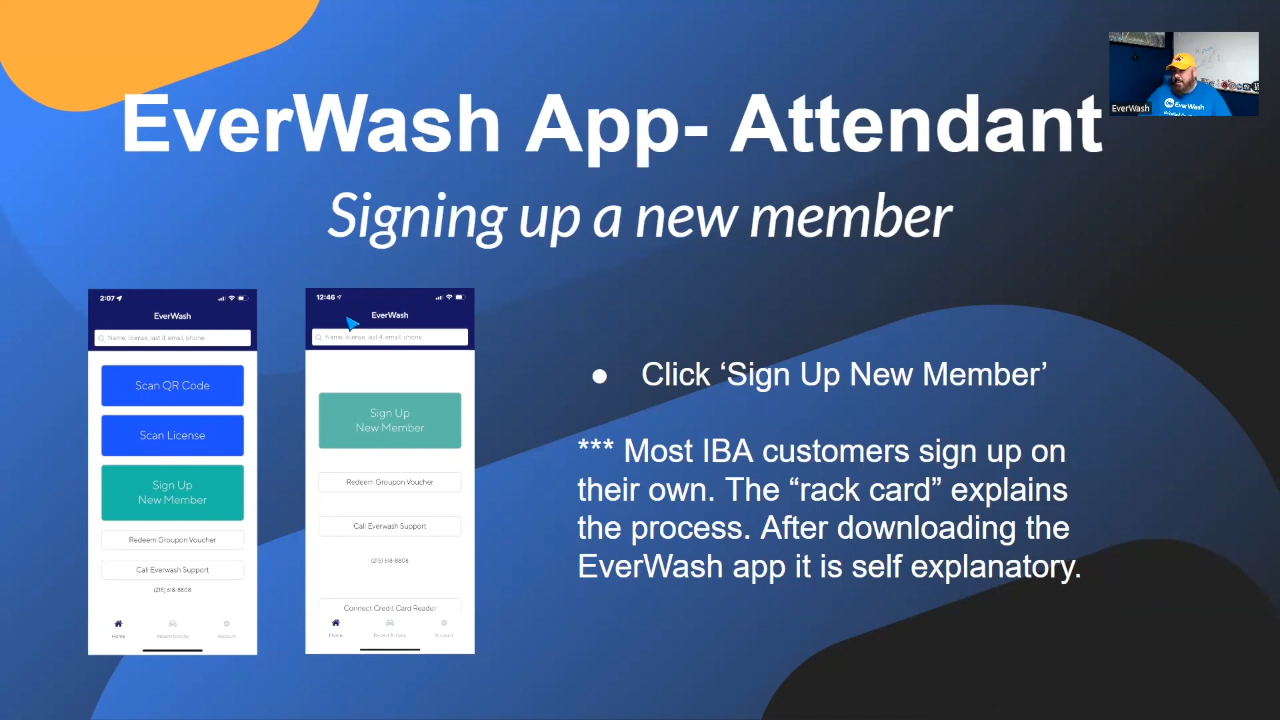 EverWash App- Attendant
EverWash
EverWash
Signing up a new member
2:07
EverWash
Name, license, last 4, email, phone
Scan QR Code
Scan License
Sign Up
New Member
Redeem Groupon Voucher
Call Everwash Support
(215) 618-8808
Home
Recent Activity
Account
12:46
EverWash
Name, license, last 4, email, phone
Sign Up
New Member
Redeem Groupon Voucher
Call Everwash Support
(215) 618-8808
Connect Credit Card Reader
Home
Recent Activity
Account
● Click ‘Sign Up New Member’
*** Most IBA customers sign up on
their own. The “rack card” explains
the process. After downloading the
EverWash app it is self explanatory.